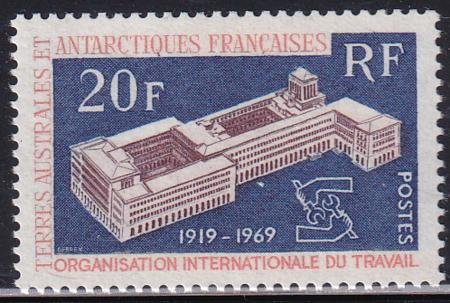 TERRES AUSTRALES ET
ANTARCTIQUES FRANÇAISES
20F
RF
1919-1969
POSTES
ORGANISATION INTERNATIONALE DU TRAVAIL